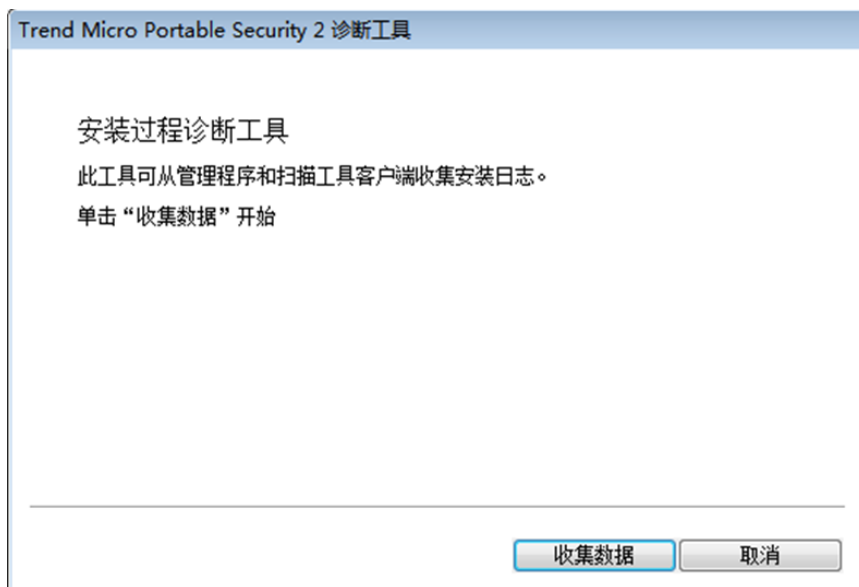 Trend Micro Portable Security 2 诊断工具
安装过程诊断工具
此工具可从管理程序和扫描工具客户端收集安装日志。
单击“收集数据”开始
收集数据
取消